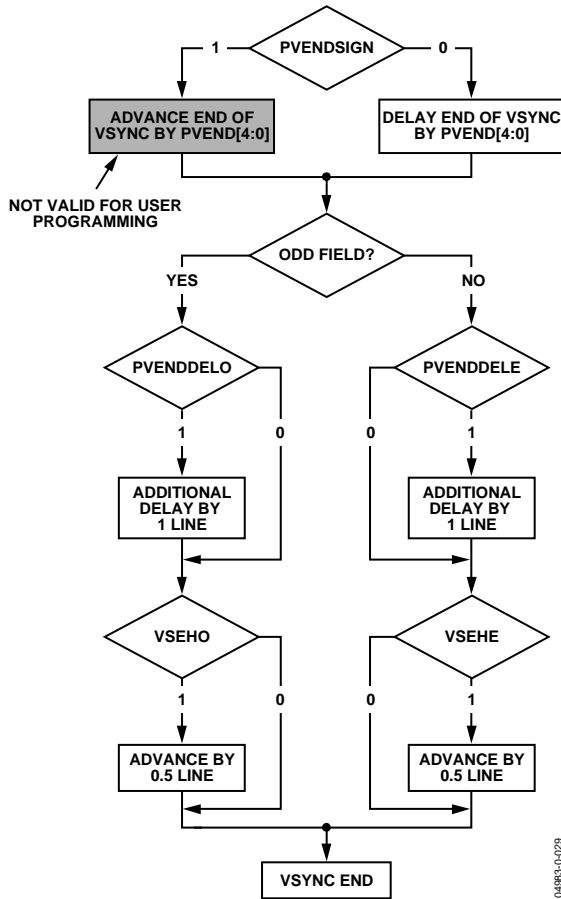 PVENDSIGN
1
0
ADVANCE END OF
VSYNC BY PVEND[4:0]
DELAY END OF VSYNC
BY PVEND[4:0]
NOT VALID FOR USER
PROGRAMMING
ODD FIELD?
YES
NO
PVENDDELO
PVENDDELE
1
0
0
1
ADDITIONAL
DELAY BY
1 LINE
ADDITIONAL
DELAY BY
1 LINE
VSEHO
VSEHE
1
0
0
1
ADVANCE BY
0.5 LINE
ADVANCE BY
0.5 LINE
VSYNC END
04983-0-029